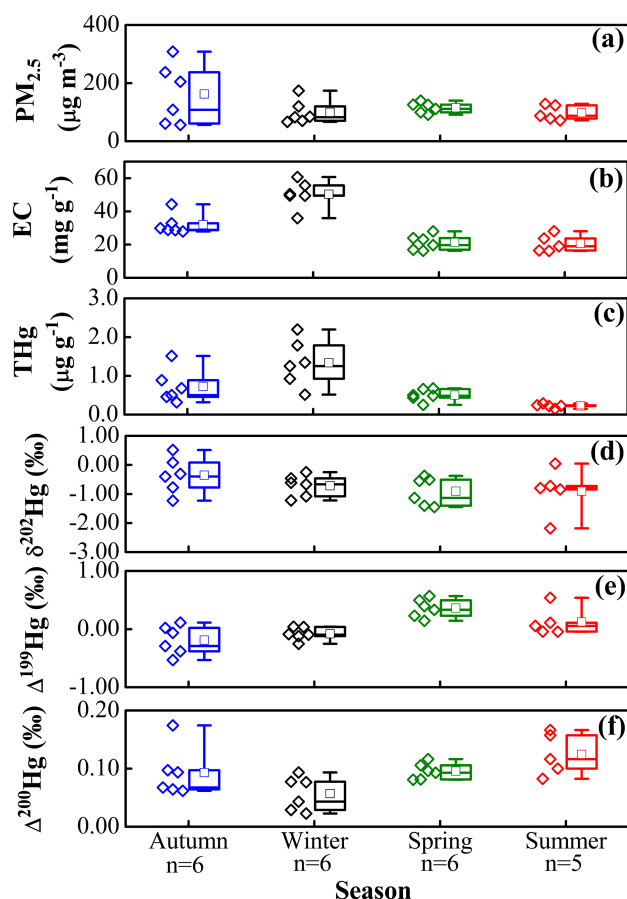 400
200
0
PM2.5
(μg m-3)
(a)
60
40
20
0
EC
(mg g-1)
(b)
3.0
2.0
1.0
0.0
THg
(μg g-1)
(c)
1.00
0.00
-1.00
-2.00
-3.00
δ202Hg (‰)
(d)
1.00
0.00
-1.00
Δ199Hg (‰)
(e)
0.20
0.10
0.00
Δ200Hg (‰)
(f)
Autumn Winter Spring Summer
n=6 n=6 n=6 n=5
Season